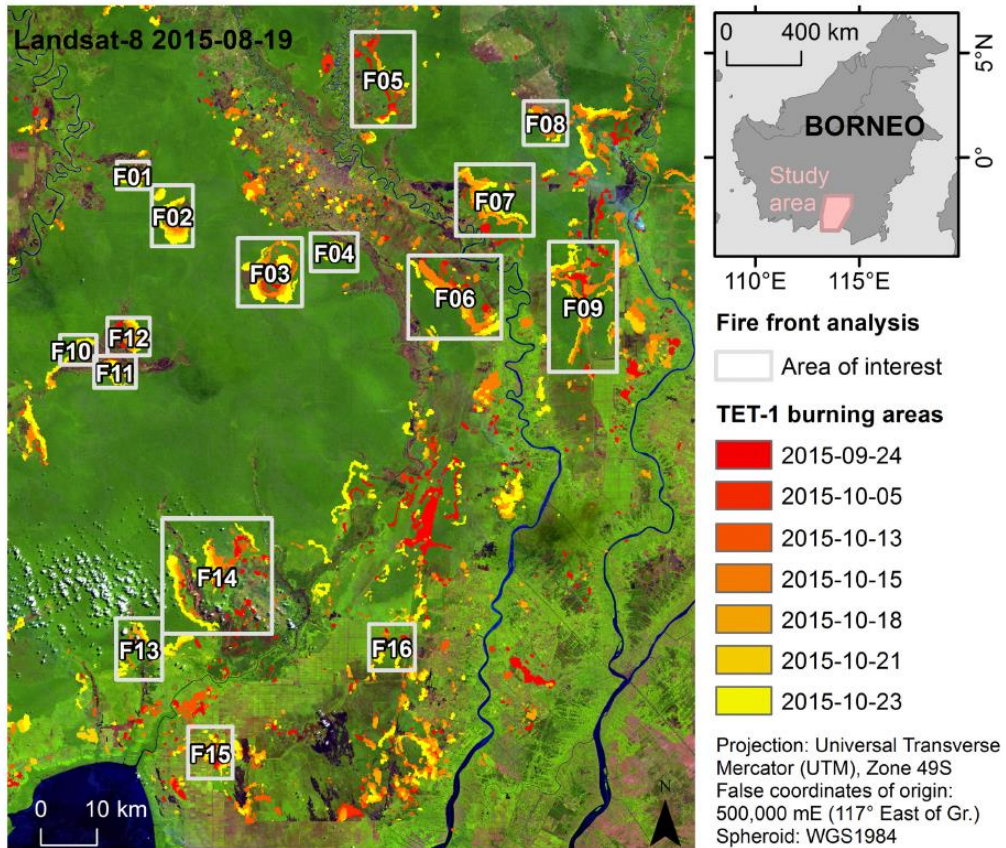 Landsat-8 2015-08-19
F05
F08
F01
F02
F07
F04
F03
F06
F09
F12
F10
F11
F14
F13
F16
F15
0 10 km
N
0 400 km
5°N
0°
BORNEO
Study
area
110°E 115°E
Fire front analysis
Area of interest
TET-1 burning areas
2015-09-24
2015-10-05
2015-10-13
2015-10-15
2015-10-18
2015-10-21
2015-10-23
Projection: Universal Transverse
Mercator (UTM), Zone 49S
False coordinates of origin:
500,000 mE (117° East of Gr.)
Spheroid: WGS1984